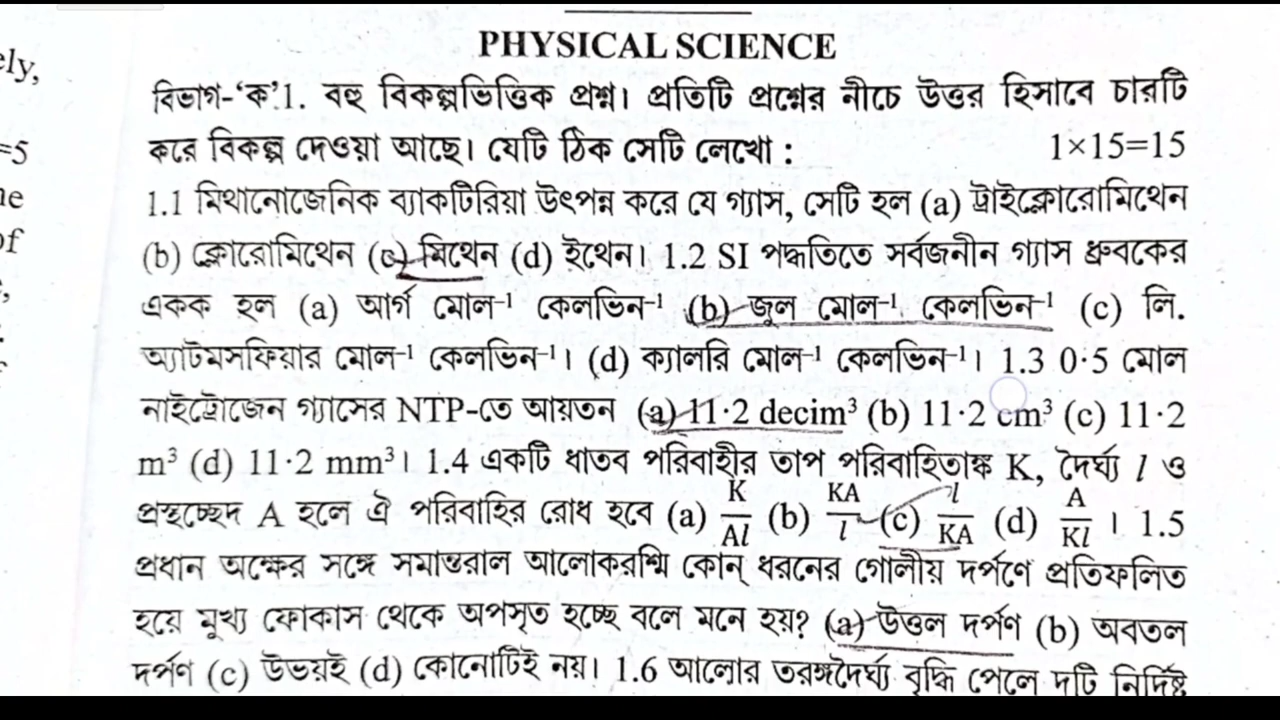 PHYSICAL SCIENCE
ely,
বিভাগ-‘ক’1. বহু বিকল্পভিত্তিক প্রশ্ন। প্রতিটি প্রশ্নের নীচে উত্তর হিসাবে চারটি
=5
করে বিকল্প দেওয়া আছে। যেটি ঠিক সেটি লেখো : 1×15=15
ne
1.1 মিথানোজেনিক ব্যাকটিরিয়া উৎপন্ন করে যে গ্যাস, সেটি হল (a) ট্রাইক্লোরোমিথেন
of
(b) ক্লোরোমিথেন (c) মিথেন (d) ইথেন। 1.2 SI পদ্ধতিতে সর্বজনীন গ্যাস ধ্রুবকের
একক হল (a) আর্গ মোল⁻¹ কেলভিন⁻¹ (b) জুল মোল⁻¹ কেলভিন⁻¹ (c) লি.
অ্যাটমসফিয়ার মোল⁻¹ কেলভিন⁻¹। (d) ক্যালরি মোল⁻¹ কেলভিন⁻¹। 1.3 0·5 মোল
নাইট্রোজেন গ্যাসের NTP-তে আয়তন (a) 11·2 decim³ (b) 11·2 cm³ (c) 11·2
m³ (d) 11·2 mm³। 1.4 একটি ধাতব পরিবাহীর তাপ পরিবাহিতাঙ্ক K, দৈর্ঘ্য l ও
প্রস্থচ্ছেদ A হলে ঐ পরিবাহির রোধ হবে (a) K/Al (b) KA/l (c) l/KA (d) A/Kl । 1.5
প্রধান অক্ষের সঙ্গে সমান্তরাল আলোকরশ্মি কোন্ ধরনের গোলীয় দর্পণে প্রতিফলিত
হয়ে মুখ্য ফোকাস থেকে অপসৃত হচ্ছে বলে মনে হয়? (a) উত্তল দর্পণ (b) অবতল
দর্পণ (c) উভয়ই (d) কোনোটিই নয়। 1.6 আলোর তরঙ্গদৈর্ঘ্য বৃদ্ধি পেলে দুটি নির্দিষ্ট